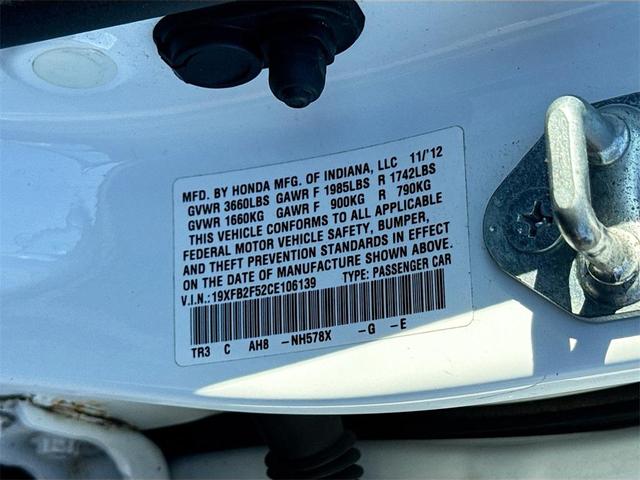 MFD. BY HONDA MFG. OF INDIANA, LLC 11/'12
GVWR 3660LBS GAWR F 1985LBS R 1742LBS
GVWR 1660KG GAWR F 900KG R 790KG
THIS VEHICLE CONFORMS TO ALL APPLICABLE
FEDERAL MOTOR VEHICLE SAFETY, BUMPER,
AND THEFT PREVENTION STANDARDS IN EFFECT
ON THE DATE OF MANUFACTURE SHOWN ABOVE.
V.I.N.:19XFB2F52CE106139 TYPE: PASSENGER CAR
TR3 C AH8 -NH578X -G -E